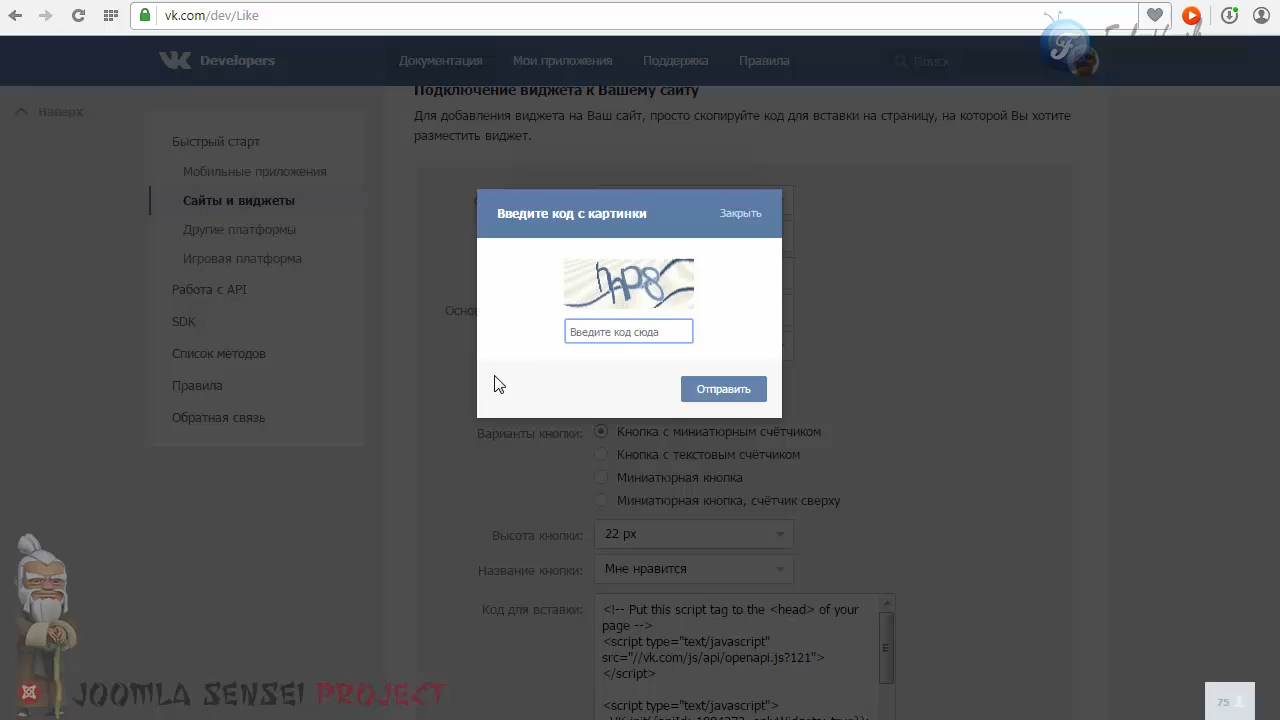 vk.com/dev/Like
Developers
Документация
Мои приложения
Поддержка
Правила
Поиск
Наверх
Подключение виджета к Вашему сайту
Для добавления виджета на Ваш сайт, просто скопируйте код для вставки на страницу, на которой Вы хотите
разместить виджет.
Быстрый старт
Мобильные приложения
Сайты и виджеты
Другие платформы
Игровая платформа
Работа с API
SDK
Список методов
Правила
Обратная связь
Введите код с картинки
Закрыть
Введите код сюда
Отправить
Варианты кнопки:
Кнопка с миниатюрным счётчиком
Кнопка с текстовым счётчиком
Миниатюрная кнопка
Миниатюрная кнопка, счётчик сверху
Высота кнопки:
22 px
Название кнопки:
Мне нравится
Код для вставки:
<!-- Put this script tag to the <head> of your
page -->
<script type="text/javascript"
src="//vk.com/js/api/openapi.js?121">
</script>
<script type="text/javascript">
JOOMLA SENSEI PROJECT
75